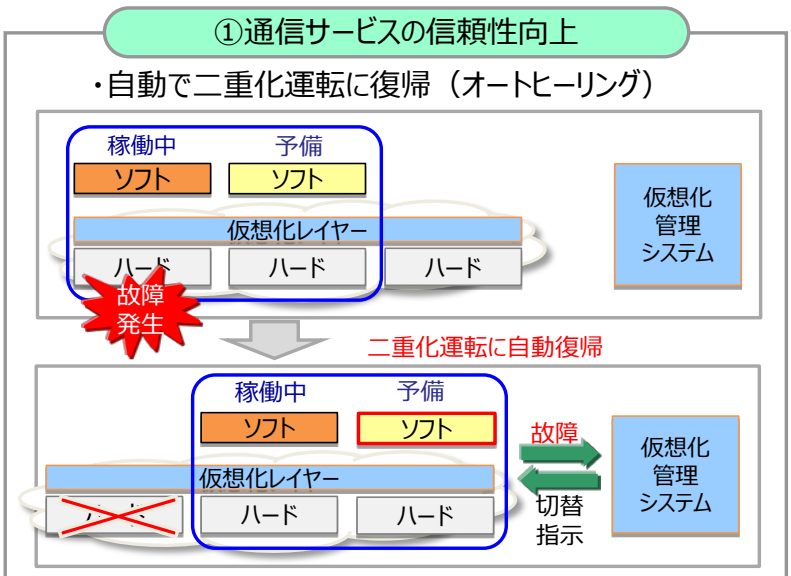 ①通信サービスの信頼性向上
・自動で二重化運転に復帰（オートヒーリング）
稼働中
予備
ソフト
ソフト
仮想化レイヤー
ハード
ハード
ハード
故障
発生
仮想化
管理
システム
二重化運転に自動復帰
稼働中
予備
ソフト
ソフト
仮想化レイヤー
ハード
ハード
故障
切替
指示
仮想化
管理
システム